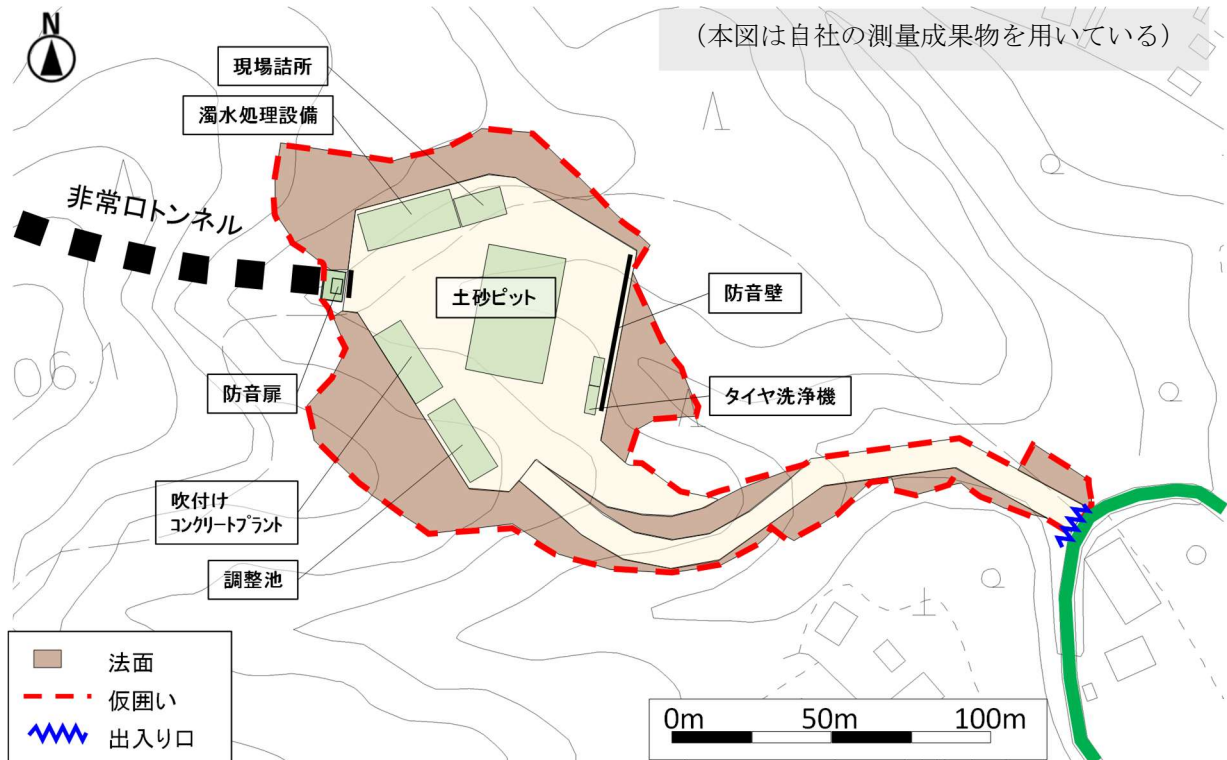 N
（本図は自社の測量成果物を用いている）
現場詰所
濁水処理設備
非常口トンネル
土砂ピット
防音壁
防音扉
タイヤ洗浄機
吹付け
コンクリートプラント
調整池
法面
仮囲い
出入り口
0m 50m 100m